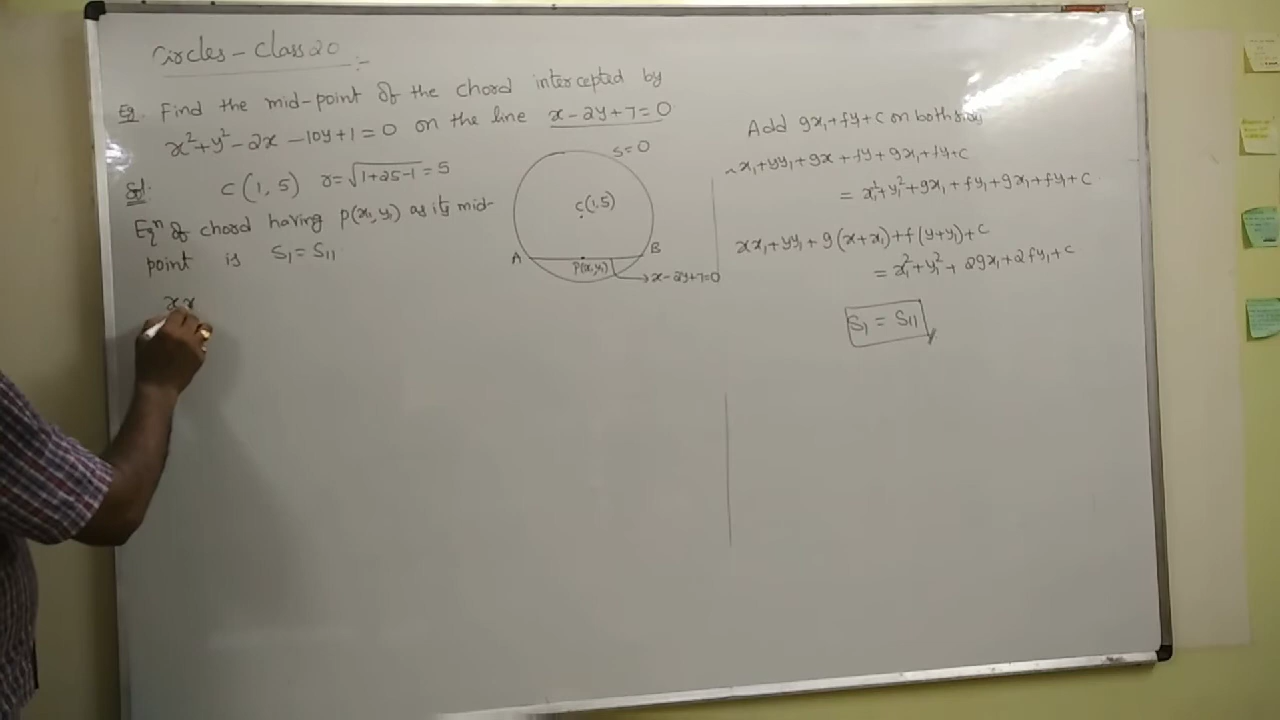 Circles - Class 20 :-
Eg. Find the mid-point of the chord intercepted by
x²+y²-2x-10y+1=0 on the line x-2y+7=0.
Sol: C(1,5) r=√(1+25-1)=5
Eqⁿ of chord having P(x₁,y₁) as its mid-
point is S₁=S₁₁
xx
S=0
C(1,5)
A B
P(x₁,y₁)
x-2y+7=0
Add gx₁+fy₁+c on both
xx₁+yy₁+gx+fy+gx₁+fy₁+c
= x₁²+y₁²+gx₁+fy₁+gx₁+fy₁+c
xx₁+yy₁+g(x+x₁)+f(y+y₁)+c
= x₁²+y₁²+2gx₁+2fy₁+c
S₁ = S₁₁